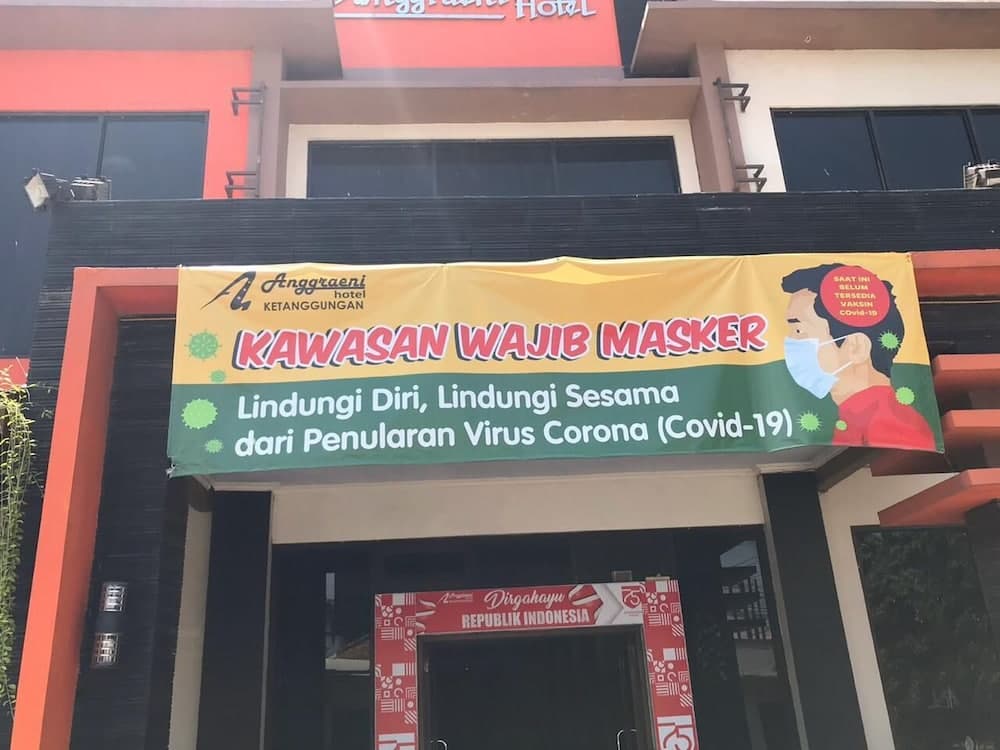 Anggraeni
HOTEL
Anggraeni
hotel
KETANGGUNGAN
KAWASAN WAJIB MASKER
Lindungi Diri, Lindungi Sesama
dari Penularan Virus Corona (Covid-19)
SAAT INI
BELUM
TERSEDIA
VAKSIN
COvid-19
Dirgahayu
REPUBLIK INDONESIA
75